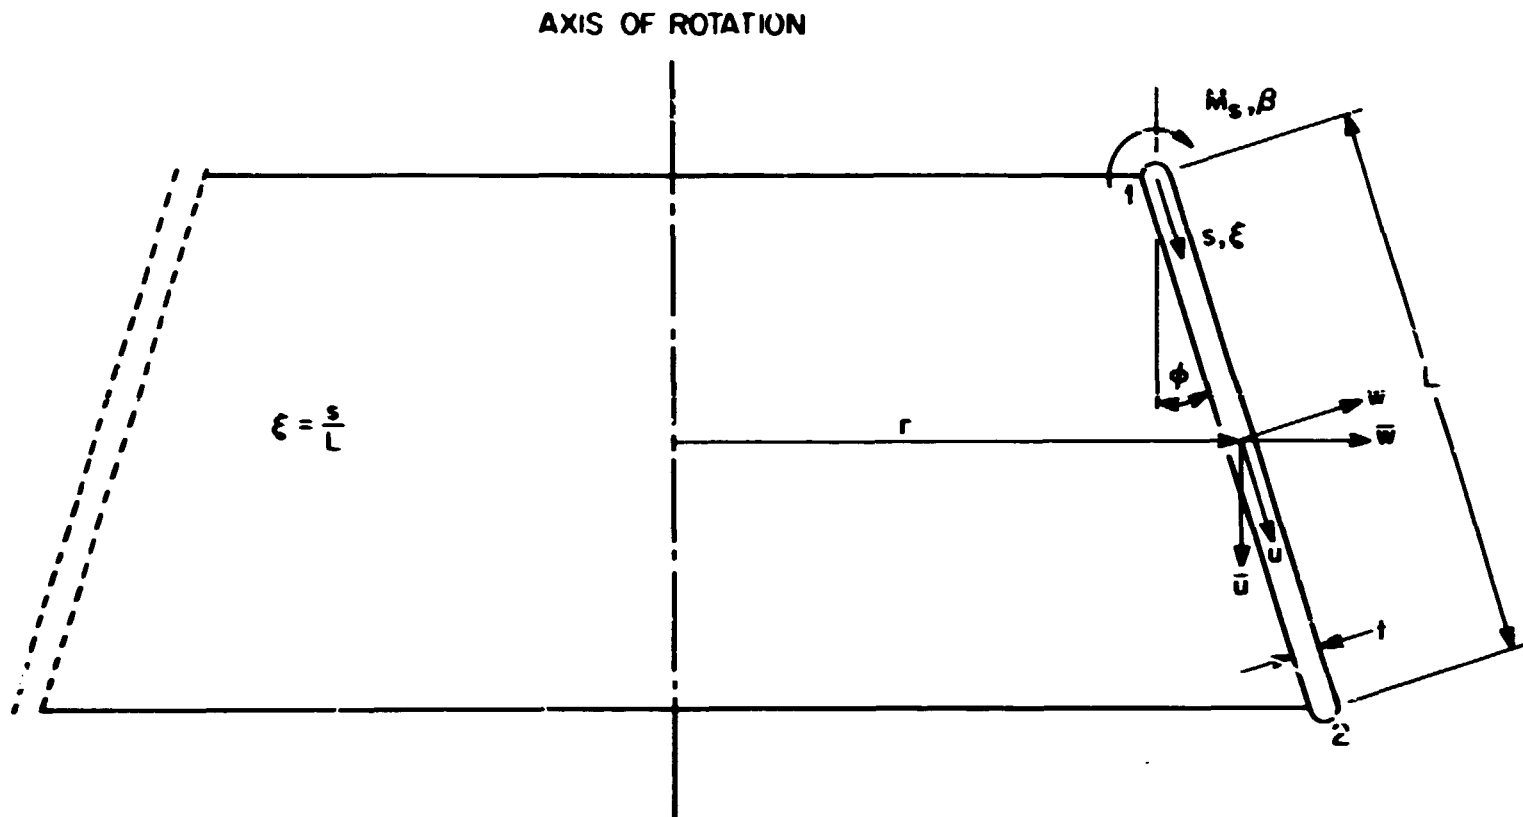 AXIS OF ROTATION
Ms, β
1
s, ξ
L
ϕ
w
r
w̅
ξ = s/L
u
u̅
t
2